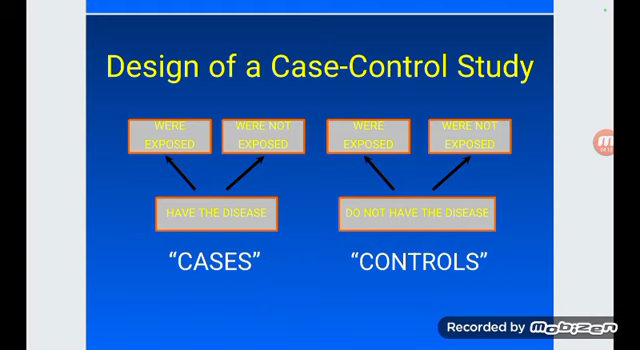 Design of a Case-Control Study
WERE
EXPOSED
WERE NOT
EXPOSED
WERE
EXPOSED
WERE NOT
EXPOSED
HAVE THE DISEASE
DO NOT HAVE THE DISEASE
“CASES”
“CONTROLS”
Recorded by mobizen